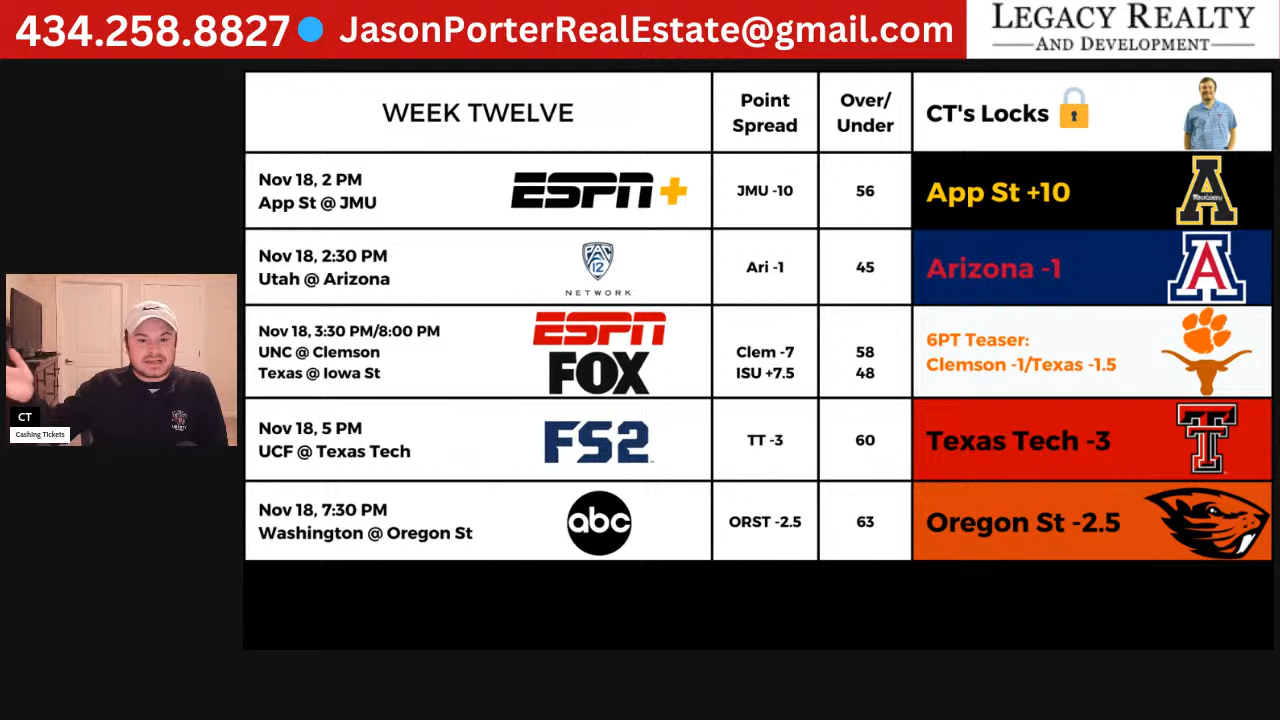 434.258.8827 JasonPorterRealEstate@gmail.com
LEGACY REALTY
AND DEVELOPMENT
WEEK TWELVE
Point
Spread
Over/
Under
CT's Locks
Nov 18, 2 PM
App St @ JMU
ESPN+
JMU -10
56
App St +10
A
Nov 18, 2:30 PM
Utah @ Arizona
PAC
12
NETWORK
Ari -1
45
Arizona -1
A
Nov 18, 3:30 PM/8:00 PM
UNC @ Clemson
Texas @ Iowa St
ESPN
FOX
Clem -7
ISU +7.5
58
48
6PT Teaser:
Clemson -1/Texas -1.5
Nov 18, 5 PM
UCF @ Texas Tech
FS2
TT -3
60
Texas Tech -3
T
Nov 18, 7:30 PM
Washington @ Oregon St
abc
ORST -2.5
63
Oregon St -2.5
CT
Cashing Tickets